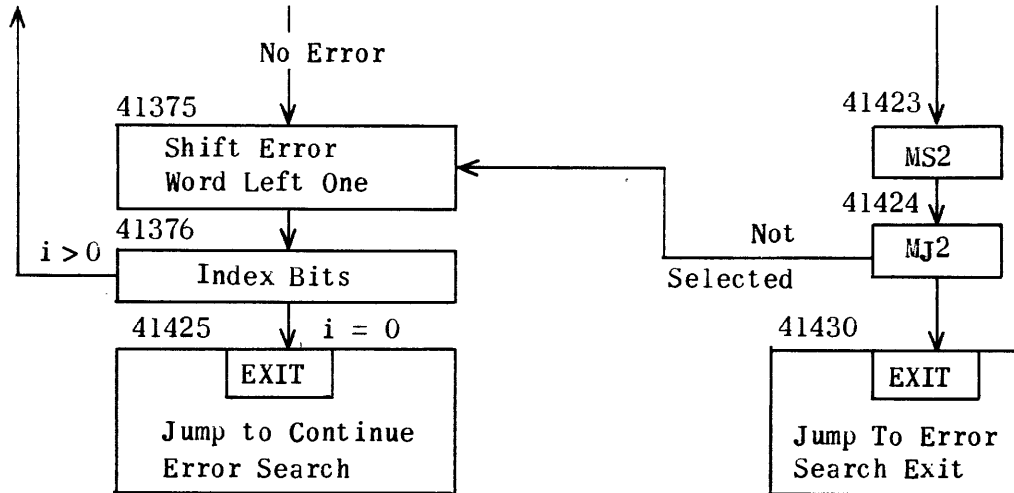 No Error
41375
Shift Error
Word Left One
41376
i > 0
Index Bits
41425
i = 0
EXIT
Jump to Continue
Error Search
41423
MS2
41424
Not
Selected
MJ2
41430
EXIT
Jump To Error
Search Exit